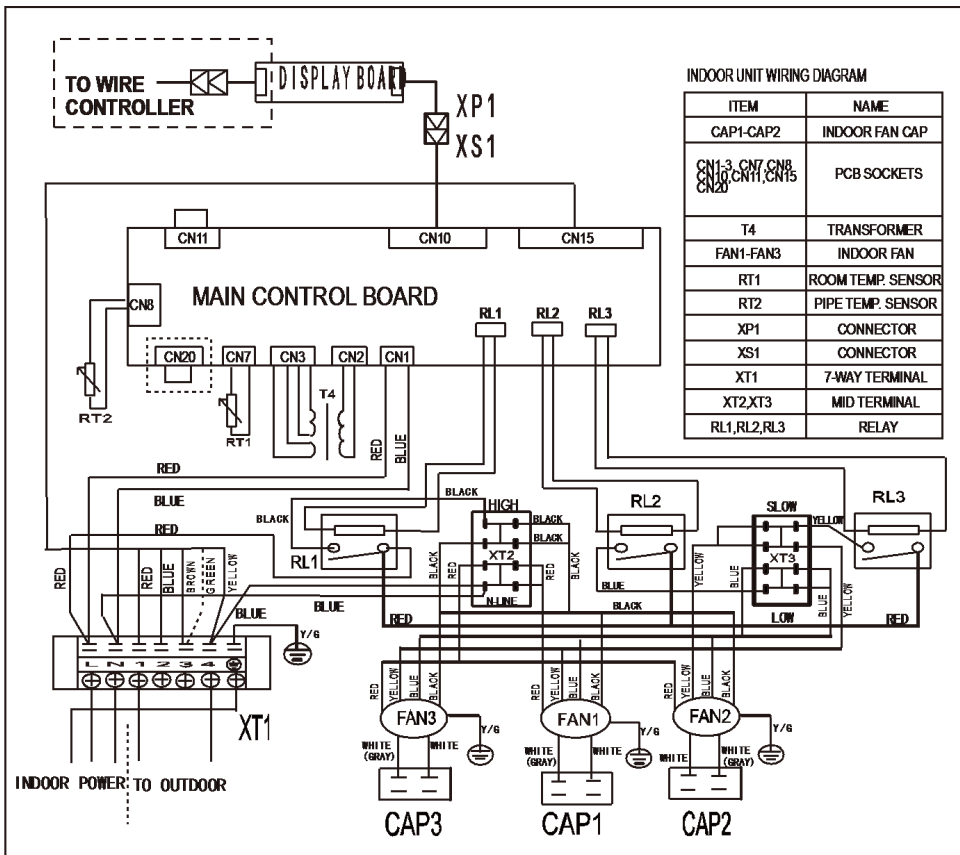 TO WIRE
CONTROLLER
DISPLAY BOARD
XP1
XS1
INDOOR UNIT WIRING DIAGRAM
ITEM NAME
CAP1-CAP2 INDOOR FAN CAP
CN1-3, CN7,CN8
CN10,CN11,CN15
CN20
PCB SOCKETS
T4 TRANSFORMER
FAN1-FAN3 INDOOR FAN
RT1 ROOM TEMP. SENSOR
RT2 PIPE TEMP. SENSOR
XP1 CONNECTOR
XS1 CONNECTOR
XT1 7-WAY TERMINAL
XT2,XT3 MID TERMINAL
RL1,RL2,RL3 RELAY
CN11 CN10 CN15
CN8
MAIN CONTROL BOARD
RL1 RL2 RL3
CN20 CN7 CN3 CN2 CN1
RT2
RT1
T4
RED
BLUE
RED
BLUE
RED
BLACK
BLACK
HIGH
BLACK
BLACK
RL1
XT2
N-LINE
BLACK
RED
RED
BLACK
RL2
BLUE
YELLOW
SLOW
YELLOW
XT3
LOW
BLUE
BLUE
YELLOW
RL3
RED
RED
BLUE
BROWN
GREEN
YELLOW
BLUE
BLUE
BLACK
RED
RED
Y/G
L N 1 2 3 4
XT1
INDOOR POWER TO OUTDOOR
RED YELLOW BLUE BLACK
FAN3
Y/G
WHITE
(GRAY)
WHITE
CAP3
RED YELLOW BLUE BLACK
FAN1
Y/G
WHITE
(GRAY)
WHITE
CAP1
RED YELLOW BLUE BLACK
FAN2
Y/G
WHITE
WHITE
(GRAY)
CAP2